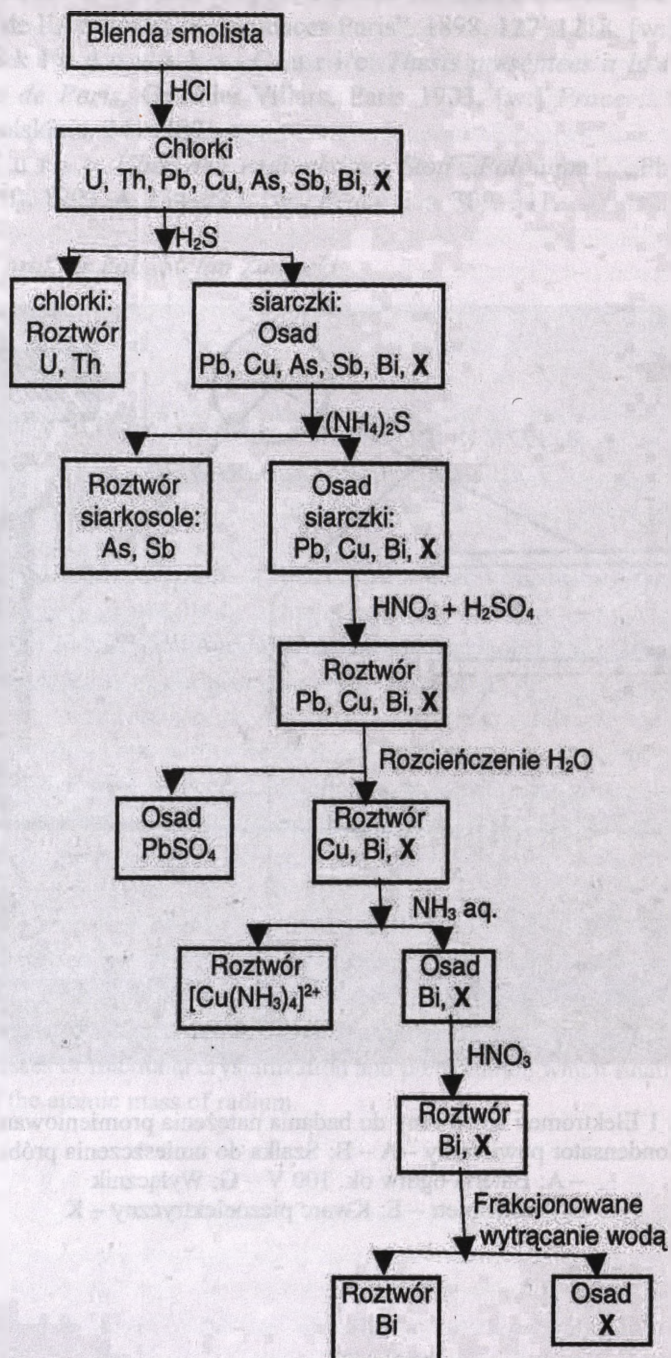 Blenda smolista
HCl
Chlorki
U, Th, Pb, Cu, As, Sb, Bi, X
H₂S
chlorki:
Roztwór
U, Th
siarczki:
Osad
Pb, Cu, As, Sb, Bi, X
(NH₄)₂S
Roztwór
siarkosole:
As, Sb
Osad
siarczki:
Pb, Cu, Bi, X
HNO₃ + H₂SO₄
Roztwór
Pb, Cu, Bi, X
Rozcieńczenie H₂O
Osad
PbSO₄
Roztwór
Cu, Bi, X
NH₃ aq.
Roztwór
[Cu(NH₃)₄]²⁺
Osad
Bi, X
HNO₃
Roztwór
Bi, X
Frakcjonowane
wytrącanie wodą
Roztwór
Bi
Osad
X